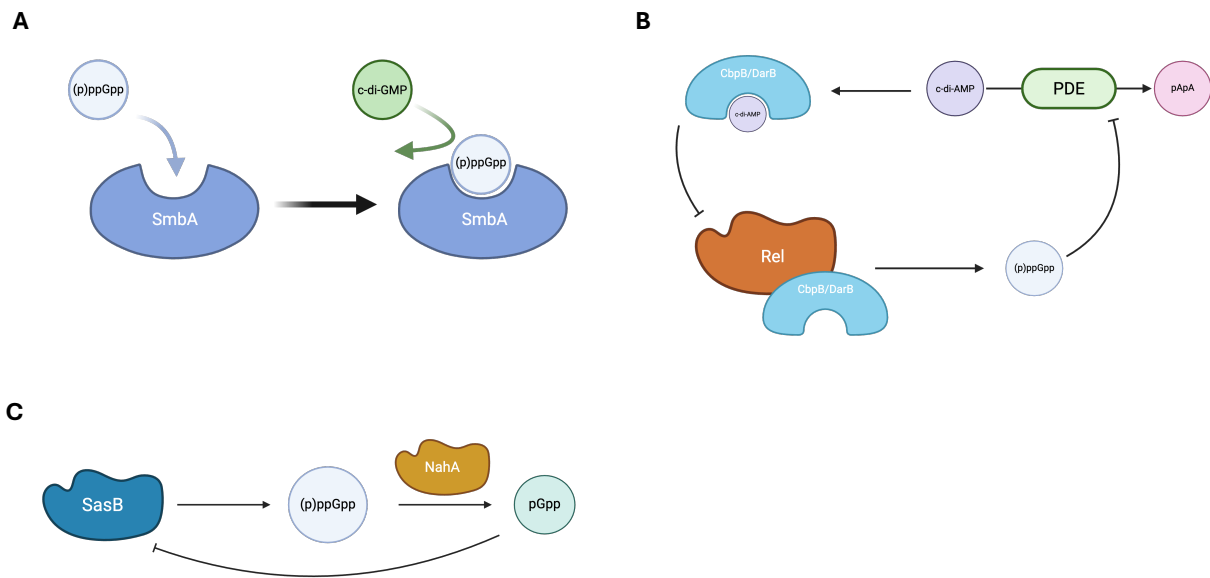 A
(p)ppGpp
c-di-GMP
(p)ppGpp
SmbA
SmbA
B
CbpB/DarB
c-di-AMP
c-di-AMP
PDE
pApA
Rel
CbpB/DarB
(p)ppGpp
C
SasB
(p)ppGpp
NahA
pGpp